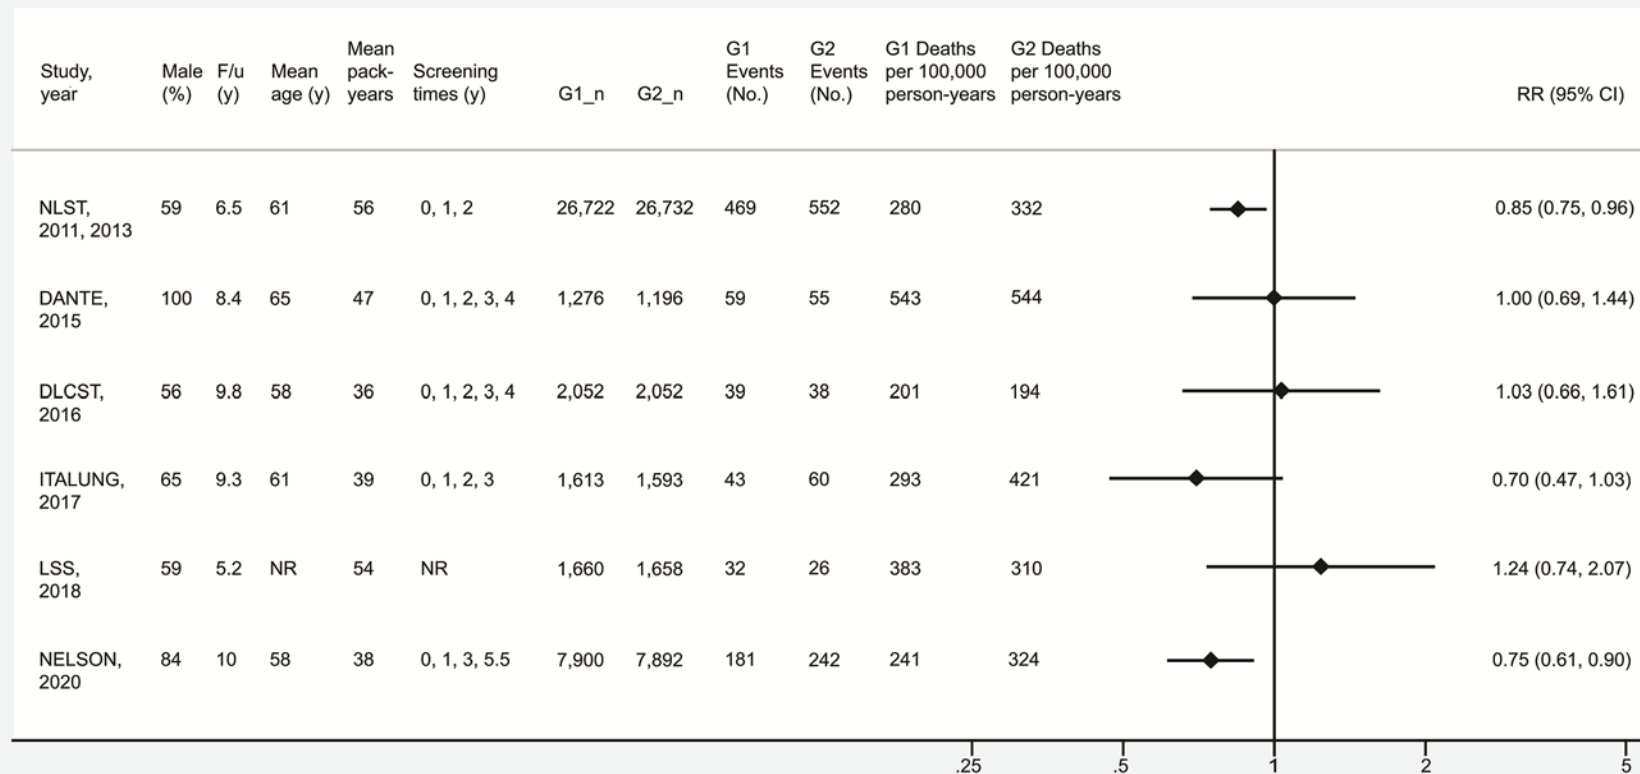 Study, year Male (%) F/u (y) Mean age (y) Mean pack-years Screening times (y) G1_n G2_n G1 Events (No.) G2 Events (No.) G1 Deaths per 100,000 person-years G2 Deaths per 100,000 person-years RR (95% CI)
NLST, 2011, 2013 59 6.5 61 56 0, 1, 2 26,722 26,732 469 552 280 332 0.85 (0.75, 0.96)
DANTE, 2015 100 8.4 65 47 0, 1, 2, 3, 4 1,276 1,196 59 55 543 544 1.00 (0.69, 1.44)
DLCST, 2016 56 9.8 58 36 0, 1, 2, 3, 4 2,052 2,052 39 38 201 194 1.03 (0.66, 1.61)
ITALUNG, 2017 65 9.3 61 39 0, 1, 2, 3 1,613 1,593 43 60 293 421 0.70 (0.47, 1.03)
LSS, 2018 59 5.2 NR 54 NR 1,660 1,658 32 26 383 310 1.24 (0.74, 2.07)
NELSON, 2020 84 10 58 38 0, 1, 3, 5.5 7,900 7,892 181 242 241 324 0.75 (0.61, 0.90)
.25 .5 1 2 5